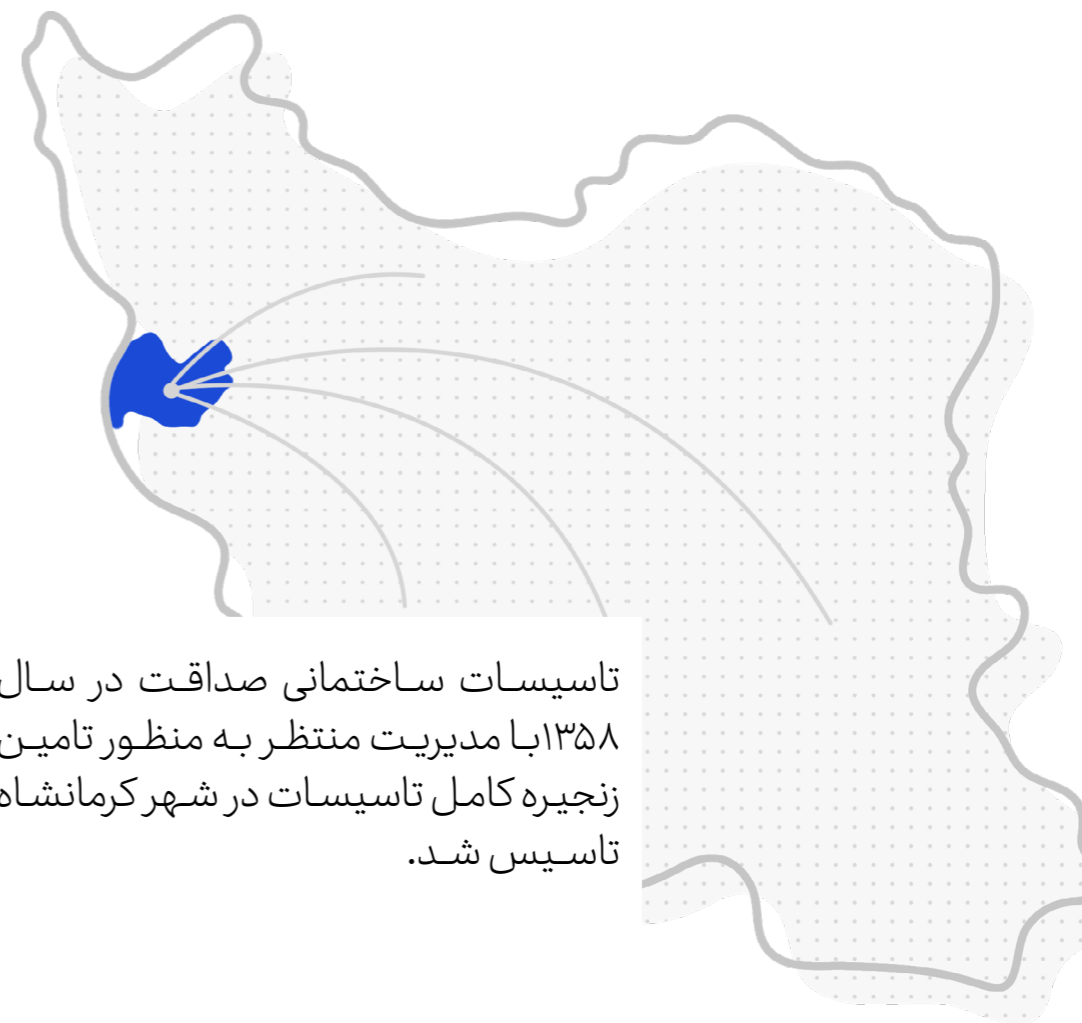 تاسیسات ساختمانی صداقت در سال
۱۳۵۸با مدیریت منتظر به منظور تامین
زنجیره کامل تاسیسات در شهر کرمانشاه
تاسیس شد.